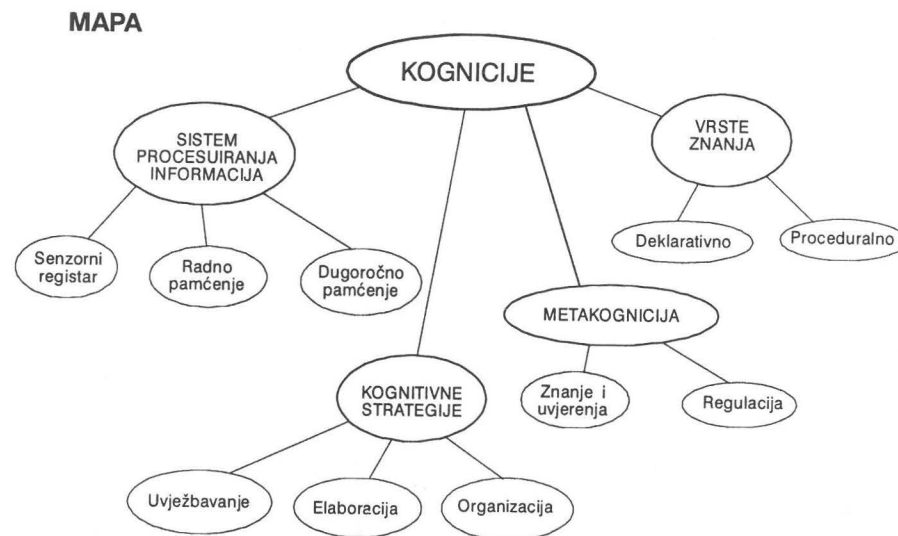 MAPA
KOGNICIJE
SISTEM
PROCESUIRANJA
INFORMACIJA
VRSTE
ZNANJA
Senzorni
registar
Radno
pamćenje
Dugoročno
pamćenje
Deklarativno
Proceduralno
METAKOGNICIJA
Znanje i
uvjerenja
Regulacija
KOGNITIVNE
STRATEGIJE
Uvježbavanje
Elaboracija
Organizacija